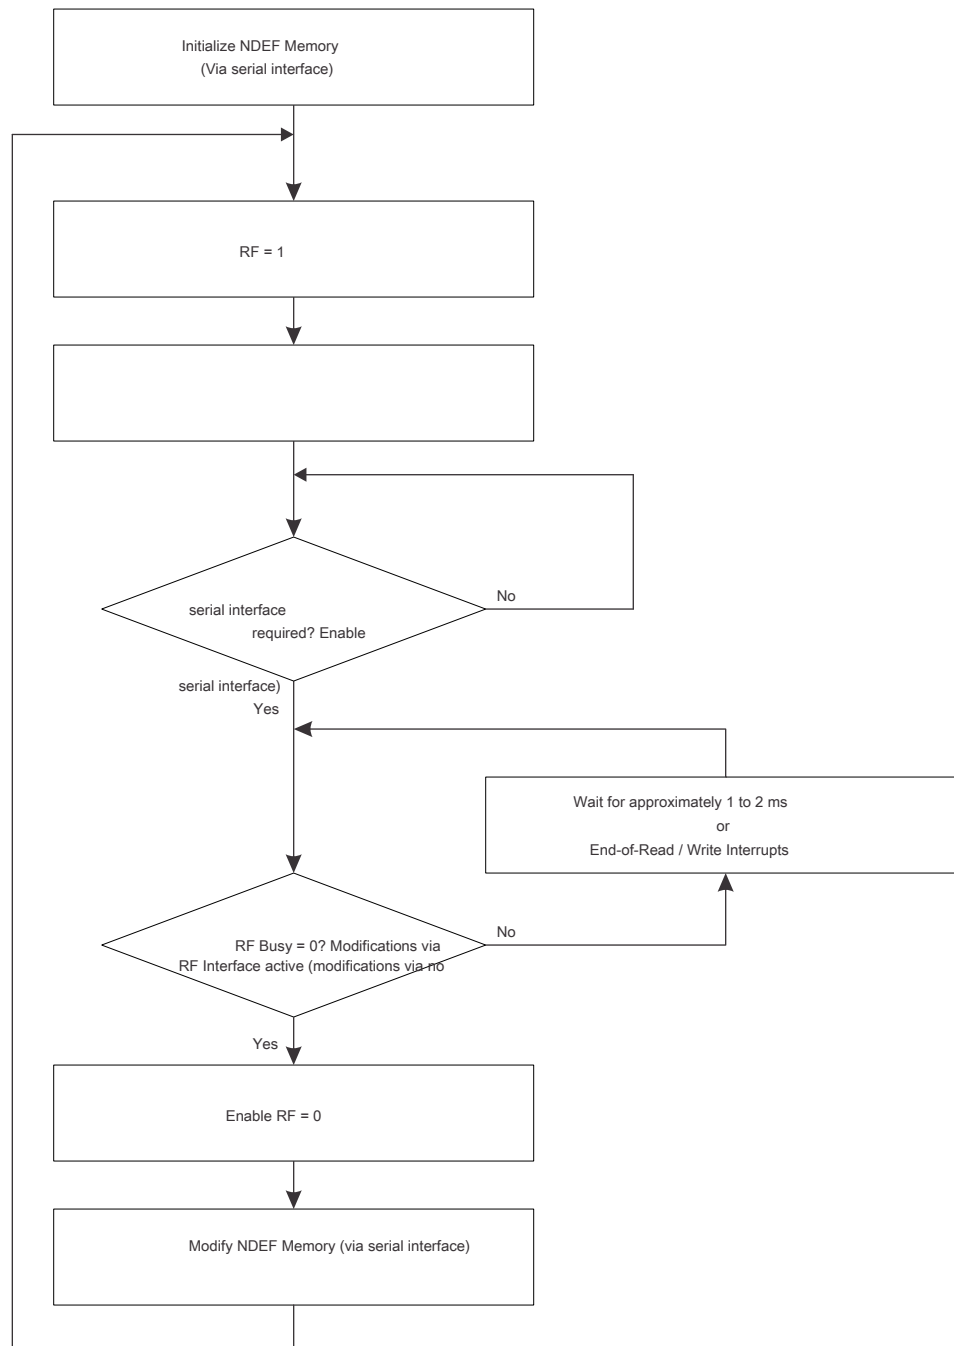 Initialize NDEF Memory
(Via serial interface)
RF = 1
No
serial interface
required? Enable
serial interface)
Yes
Wait for approximately 1 to 2 ms
or
End-of-Read / Write Interrupts
No
RF Busy = 0? Modifications via
RF Interface active (modifications via no
Yes
Enable RF = 0
Modify NDEF Memory (via serial interface)